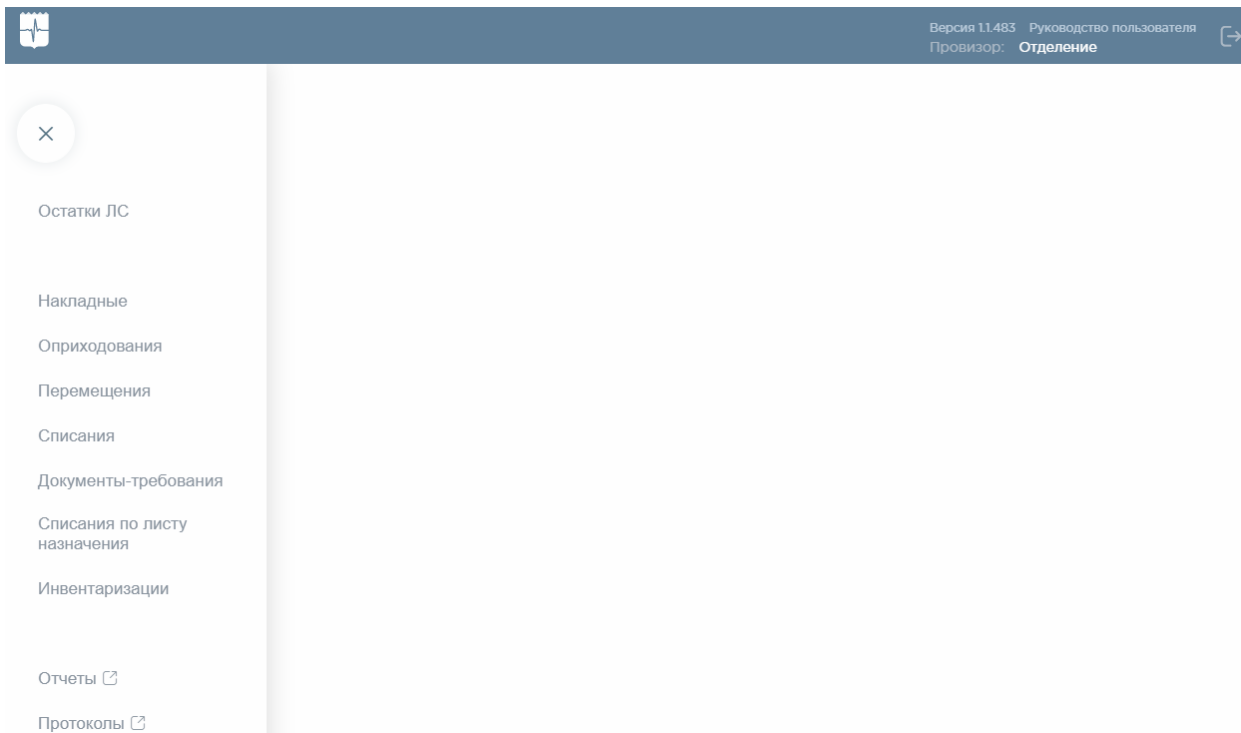 Версия 1.1.483 Руководство пользователя
Провизор: Отделение
Остатки ЛС
Накладные
Оприходования
Перемещения
Списания
Документы-требования
Списания по листу
назначения
Инвентаризации
Отчеты
Протоколы